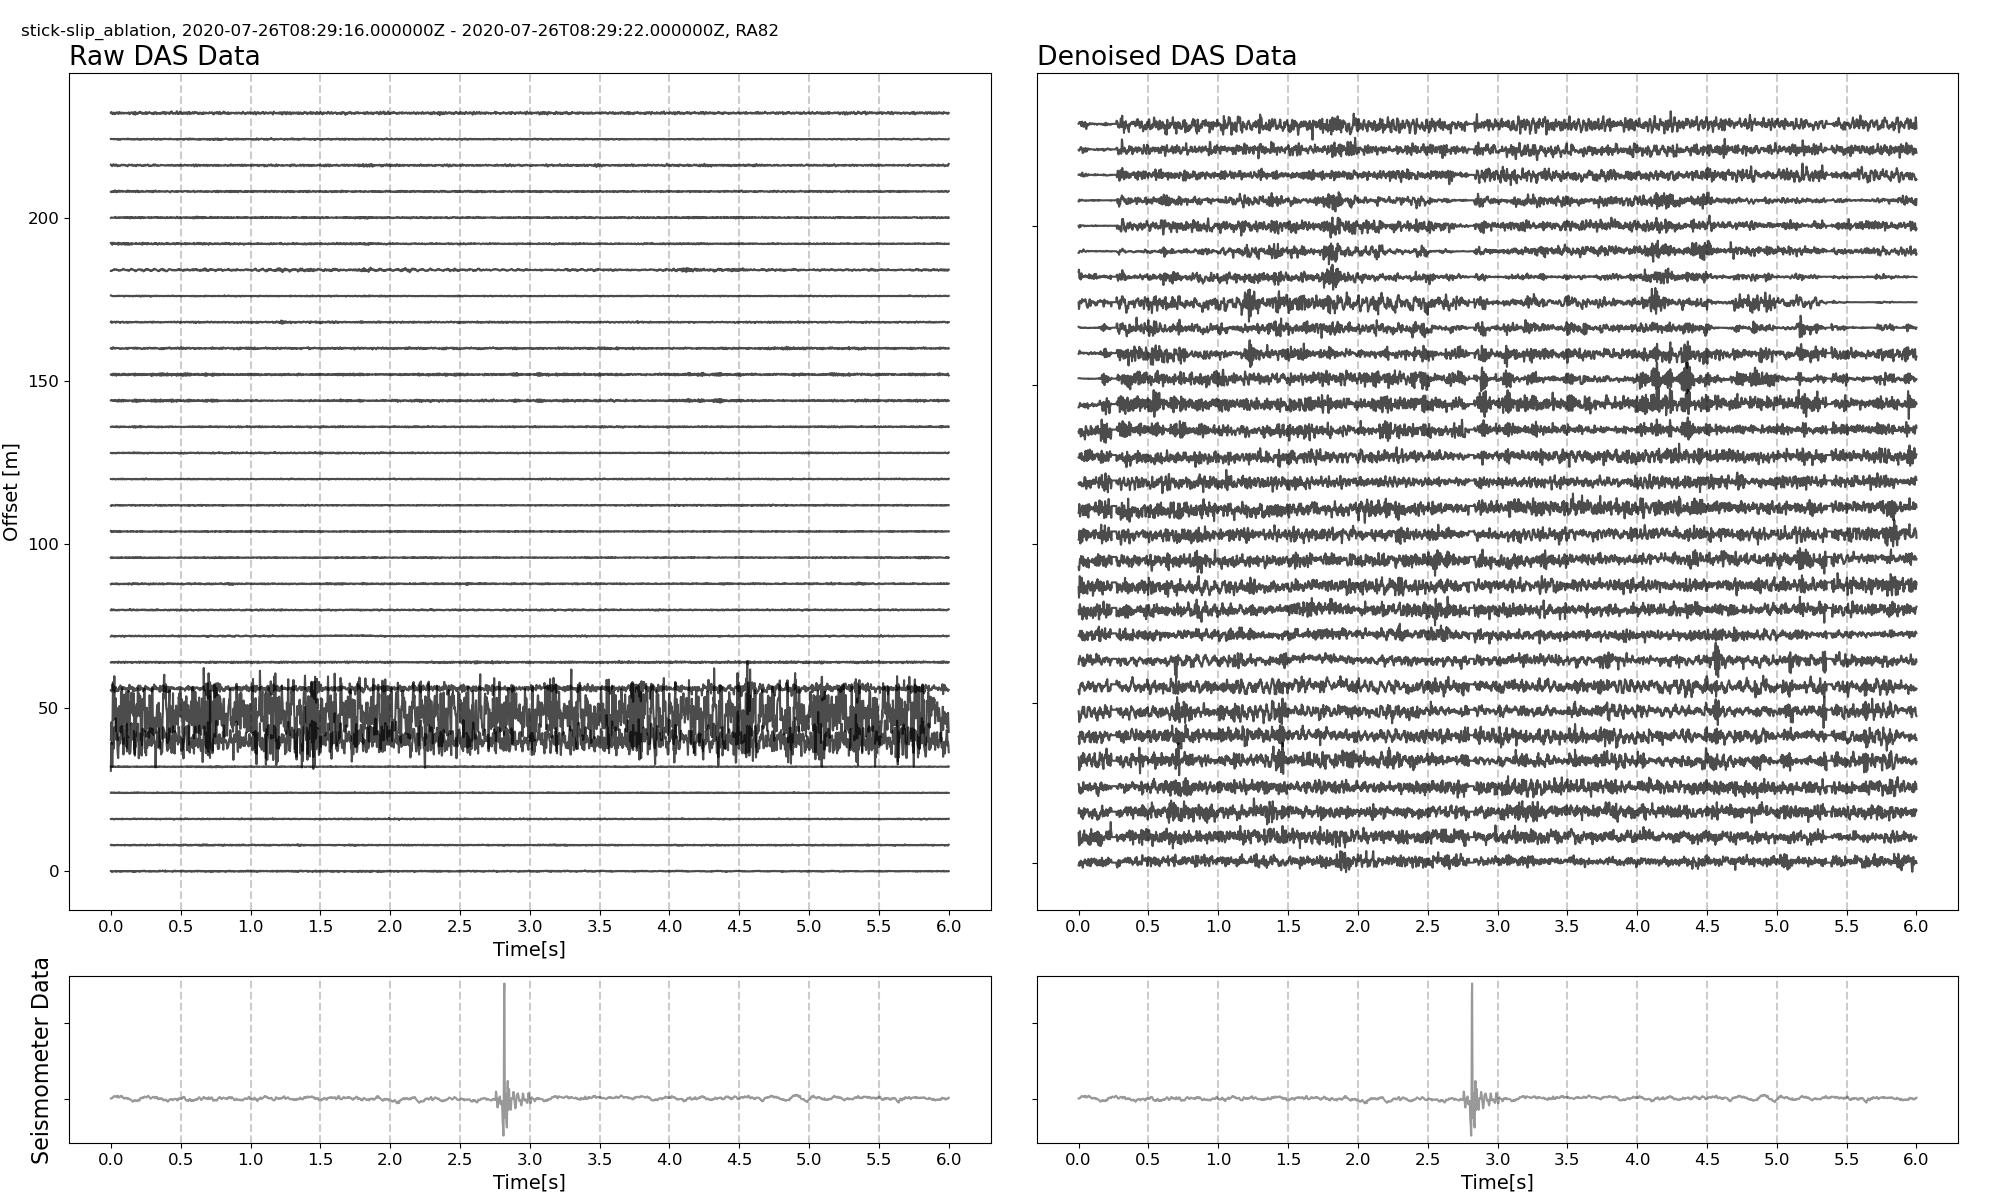 stick-slip_ablation, 2020-07-26T08:29:16.000000Z - 2020-07-26T08:29:22.000000Z, RA82
Raw DAS Data
Denoised DAS Data
Offset [m]
200
150
100
50
0
0.0 0.5 1.0 1.5 2.0 2.5 3.0 3.5 4.0 4.5 5.0 5.5 6.0
Time[s]
0.0 0.5 1.0 1.5 2.0 2.5 3.0 3.5 4.0 4.5 5.0 5.5 6.0
Seismometer Data
0.0 0.5 1.0 1.5 2.0 2.5 3.0 3.5 4.0 4.5 5.0 5.5 6.0
Time[s]
0.0 0.5 1.0 1.5 2.0 2.5 3.0 3.5 4.0 4.5 5.0 5.5 6.0
Time[s]